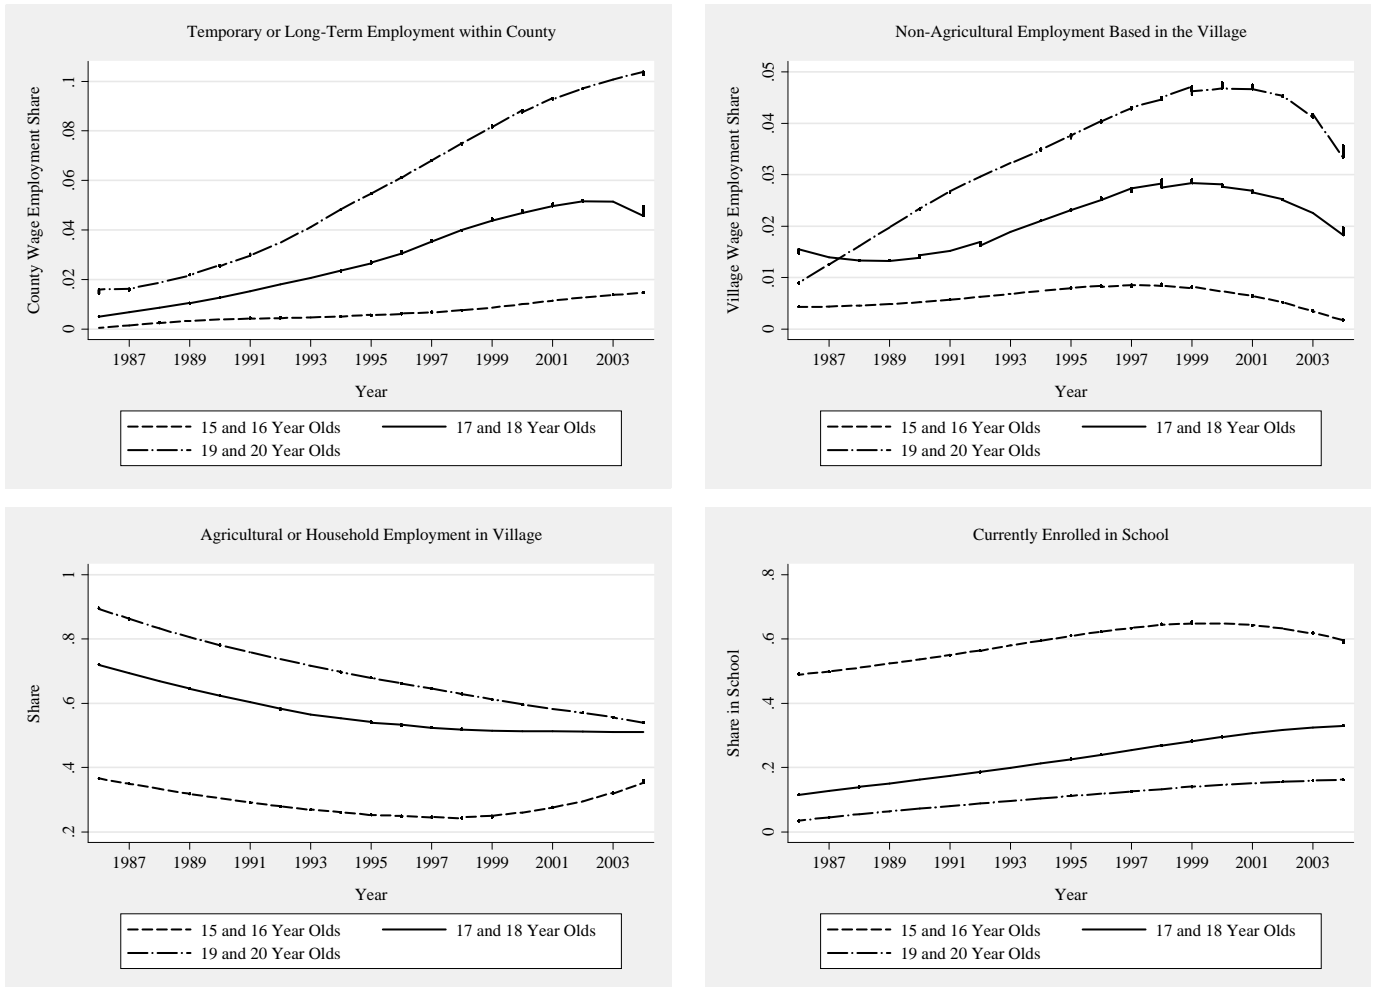 Temporary or Long-Term Employment within County
County Wage Employment Share
.1
.08
.06
.04
.02
0
1987 1989 1991 1993 1995 1997 1999 2001 2003
Year
15 and 16 Year Olds 17 and 18 Year Olds
19 and 20 Year Olds
Non-Agricultural Employment Based in the Village
Village Wage Employment Share
.05
.04
.03
.02
.01
0
1987 1989 1991 1993 1995 1997 1999 2001 2003
Year
15 and 16 Year Olds 17 and 18 Year Olds
19 and 20 Year Olds
Agricultural or Household Employment in Village
Share
1
.8
.6
.4
.2
1987 1989 1991 1993 1995 1997 1999 2001 2003
Year
15 and 16 Year Olds 17 and 18 Year Olds
19 and 20 Year Olds
Currently Enrolled in School
Share in School
.8
.6
.4
.2
0
1987 1989 1991 1993 1995 1997 1999 2001 2003
Year
15 and 16 Year Olds 17 and 18 Year Olds
19 and 20 Year Olds